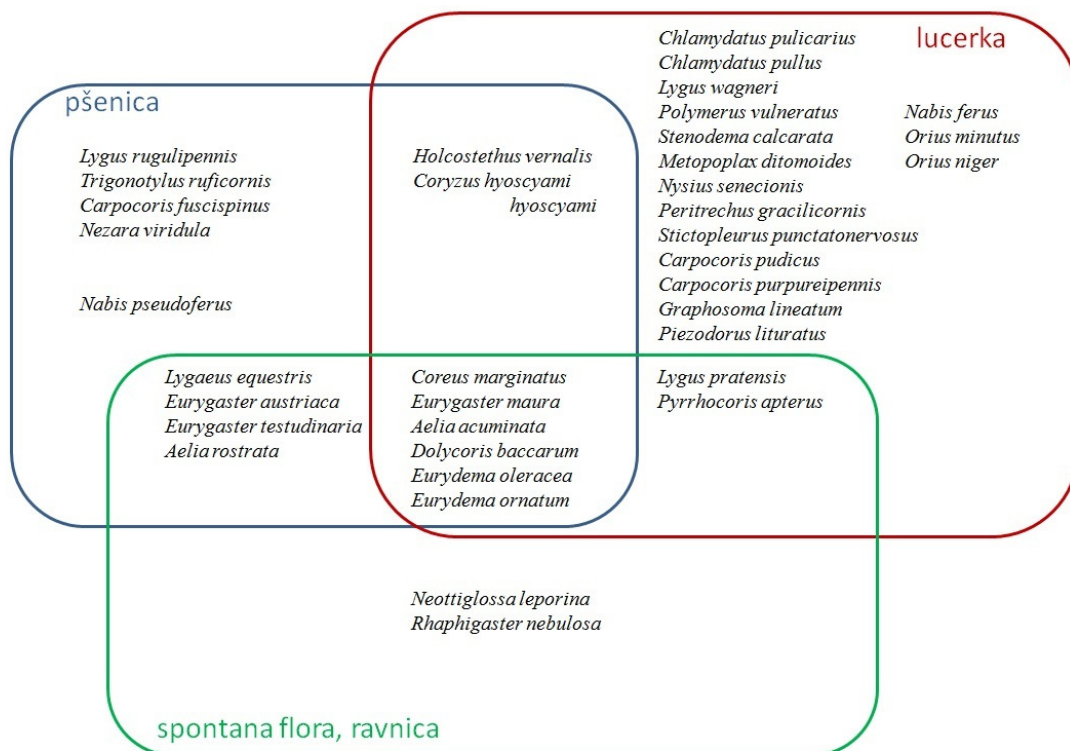 lucerka
Chlamydatus pulicarius
Chlamydatus pullus
Lygus wagneri
Polymerus vulneratus
Stenodema calcarata
Metopoplax ditomoides
Nysius senecionis
Peritrechus gracilicornis
Stictopleurus punctatonervosus
Carpocoris pudicus
Carpocoris purpureipennis
Graphosoma lineatum
Piezodorus lituratus
Nabis ferus
Orius minutus
Orius niger
pšenica
Lygus rugulipennis
Trigonotylus ruficornis
Carpocoris fuscispinus
Nezara viridula
Nabis pseudoferus
Holcostethus vernalis
Coryzus hyoscyami
hyoscyami
Lygaeus equestris
Eurygaster austriaca
Eurygaster testudinaria
Aelia rostrata
Coreus marginatus
Eurygaster maura
Aelia acuminata
Dolycoris baccarum
Eurydema oleracea
Eurydema ornatum
Lygus pratensis
Pyrrhocoris apterus
Neottiglossa leporina
Rhaphigaster nebulosa
spontana flora, ravnica